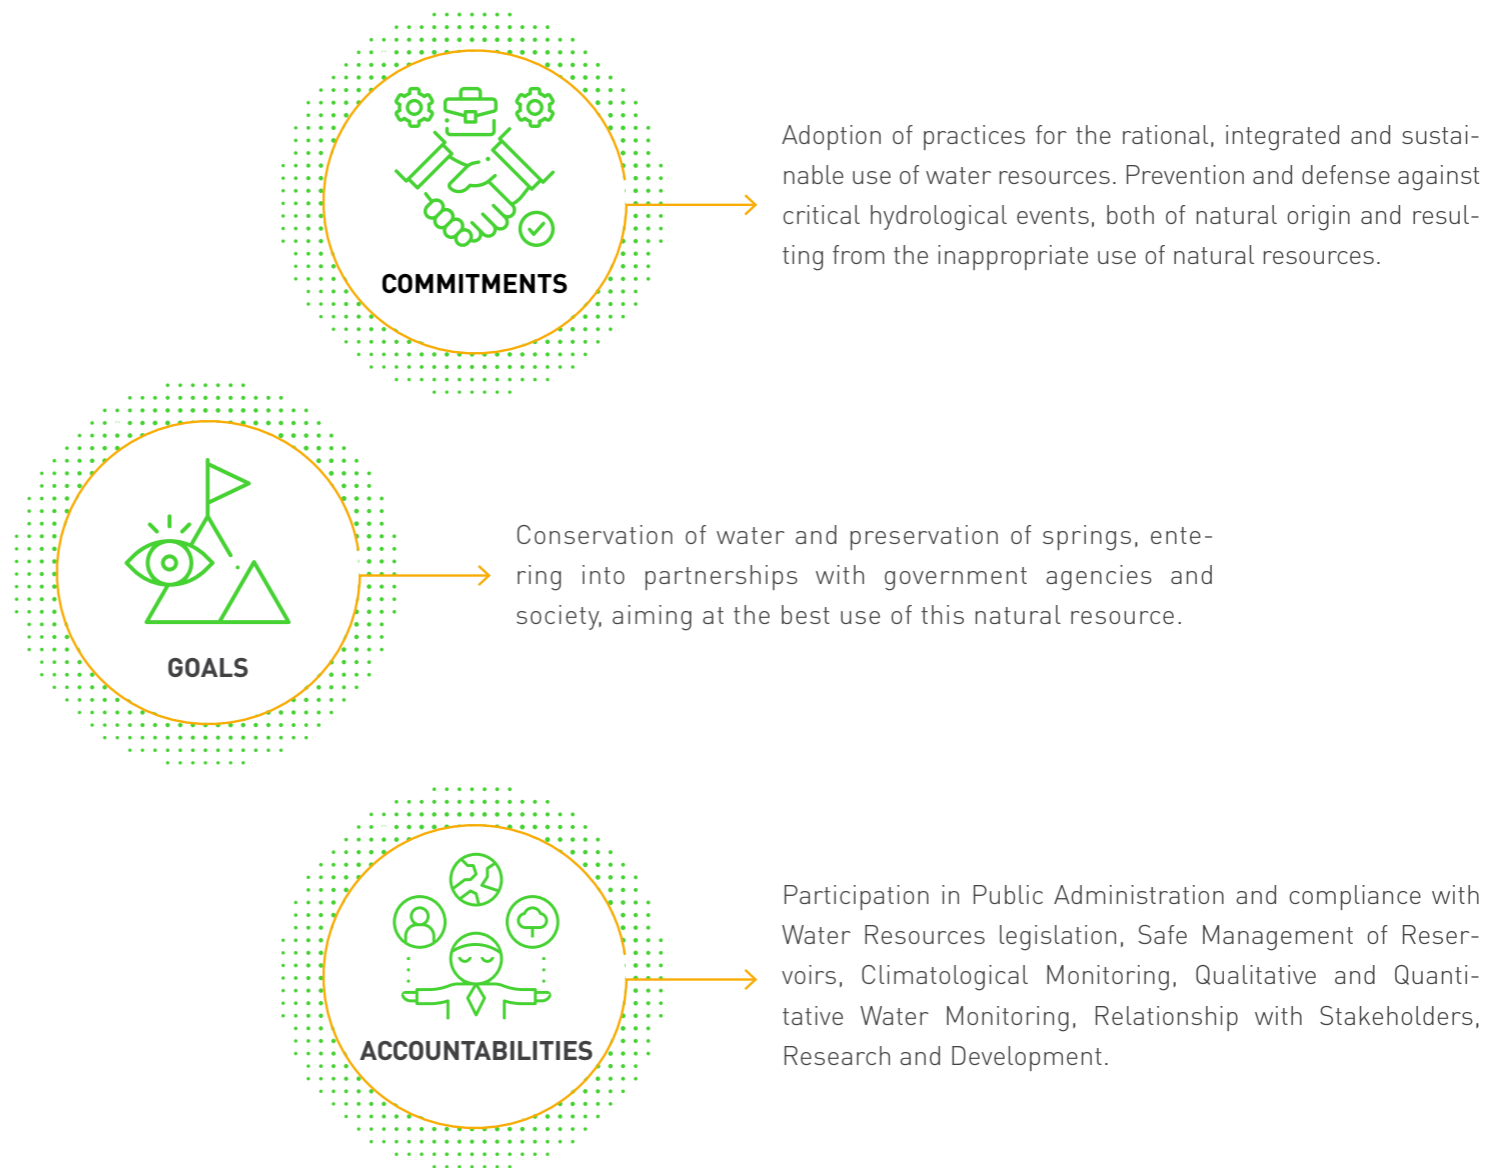 COMMITMENTS
Adoption of practices for the rational, integrated and sustai-
nable use of water resources. Prevention and defense against
critical hydrological events, both of natural origin and resul-
ting from the inappropriate use of natural resources.
GOALS
Conservation of water and preservation of springs, ente-
ring into partnerships with government agencies and
society, aiming at the best use of this natural resource.
ACCOUNTABILITIES
Participation in Public Administration and compliance with
Water Resources legislation, Safe Management of Reser-
voirs, Climatological Monitoring, Qualitative and Quanti-
tative Water Monitoring, Relationship with Stakeholders,
Research and Development.